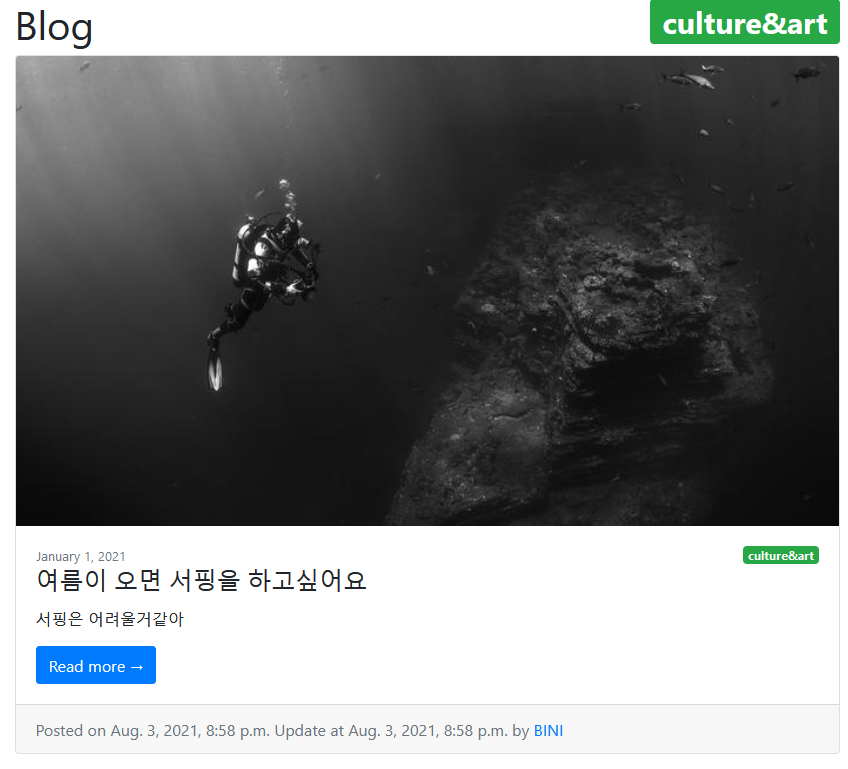 Blog
culture&art
January 1, 2021
culture&art
여름이 오면 서핑을 하고싶어요
서핑은 어려울거같아
Read more →
Posted on Aug. 3, 2021, 8:58 p.m. Update at Aug. 3, 2021, 8:58 p.m. by BINI